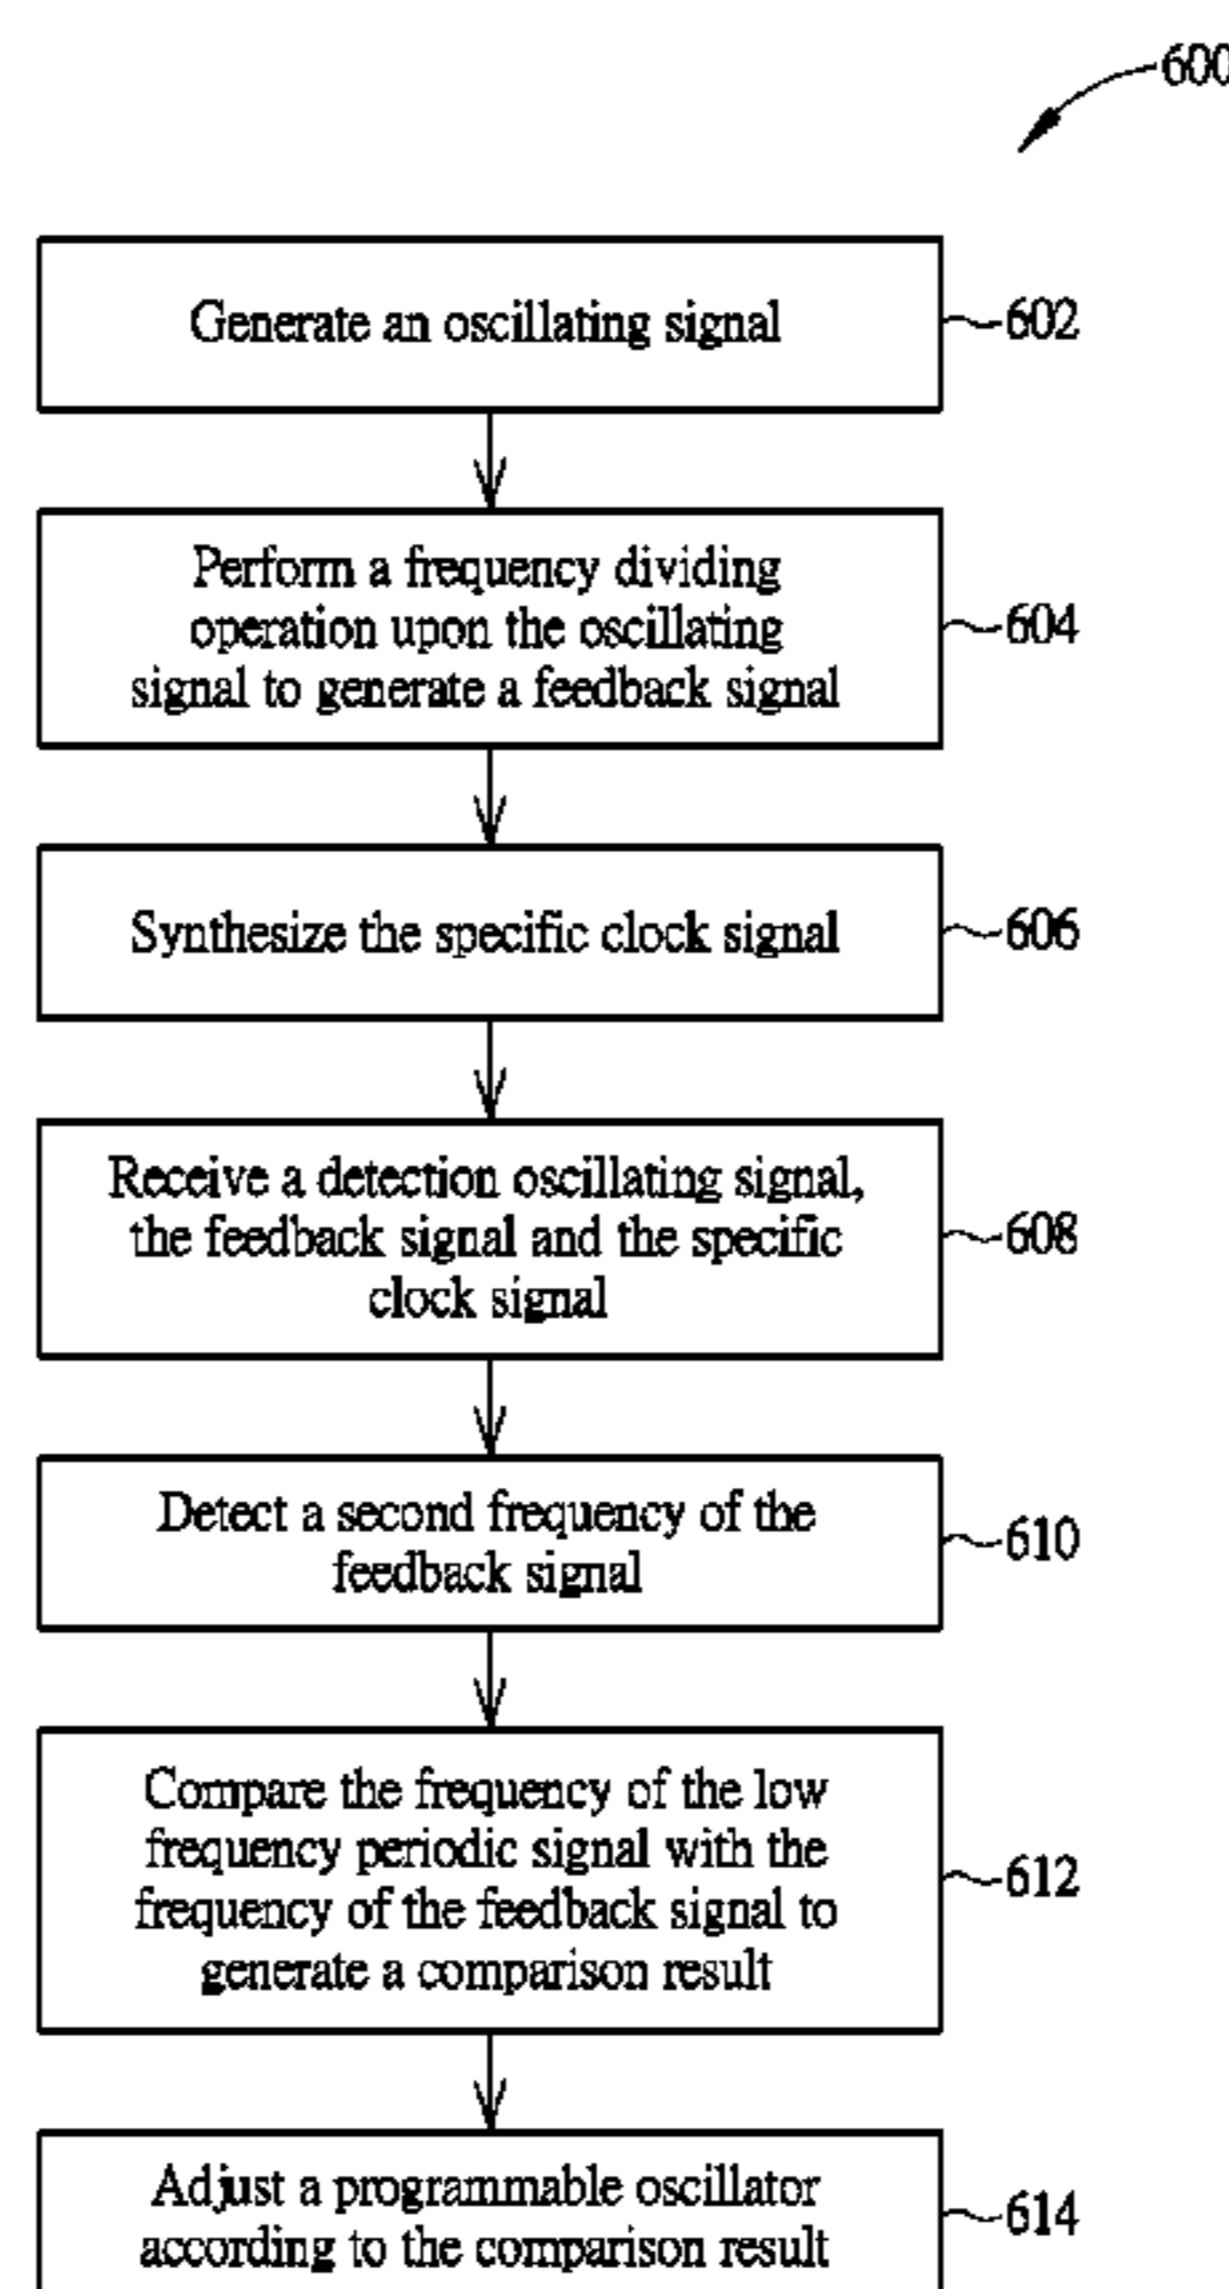 600
Generate an oscillating signal
602
Perform a frequency dividing
operation upon the oscillating
signal to generate a feedback signal
604
Synthesize the specific clock signal
606
Receive a detection oscillating signal,
the feedback signal and the specific
clock signal
608
Detect a second frequency of the
feedback signal
610
Compare the frequency of the low
frequency periodic signal with the
frequency of the feedback signal to
generate a comparison result
612
Adjust a programmable oscillator
according to the comparison result
614